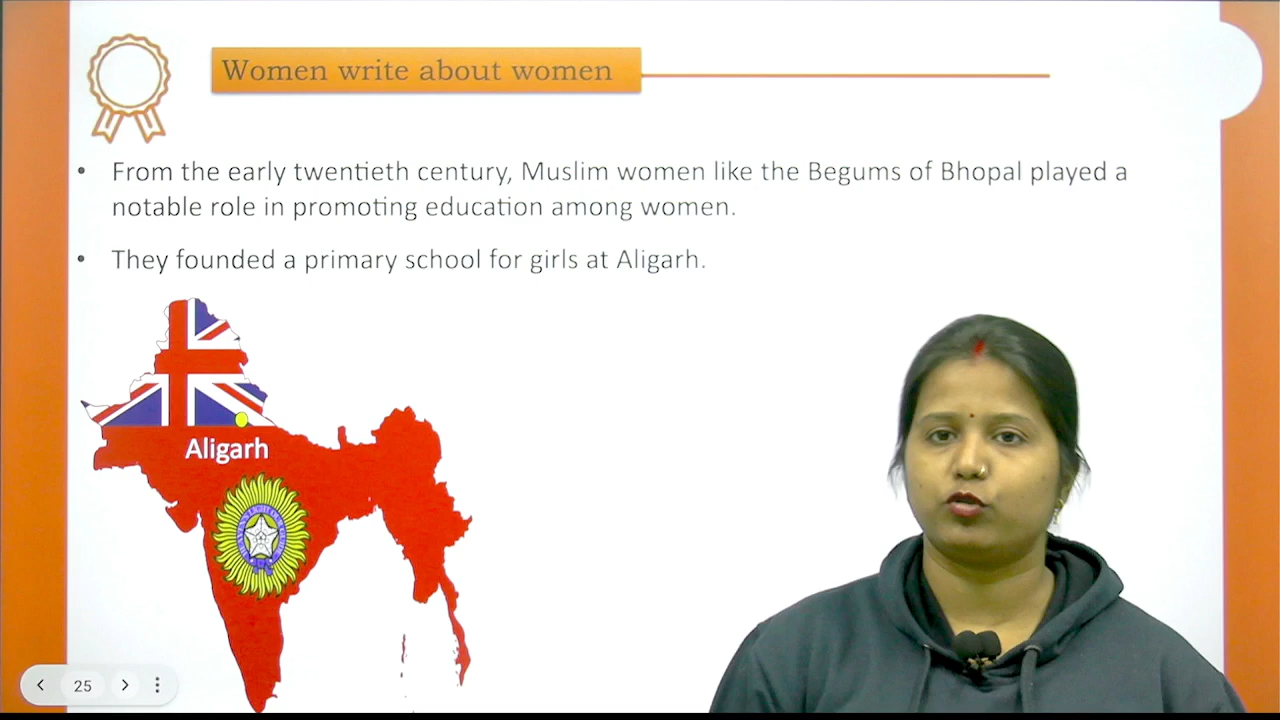 Women write about women
• From the early twentieth century, Muslim women like the Begums of Bhopal played a
notable role in promoting education among women.
• They founded a primary school for girls at Aligarh.
Aligarh
25